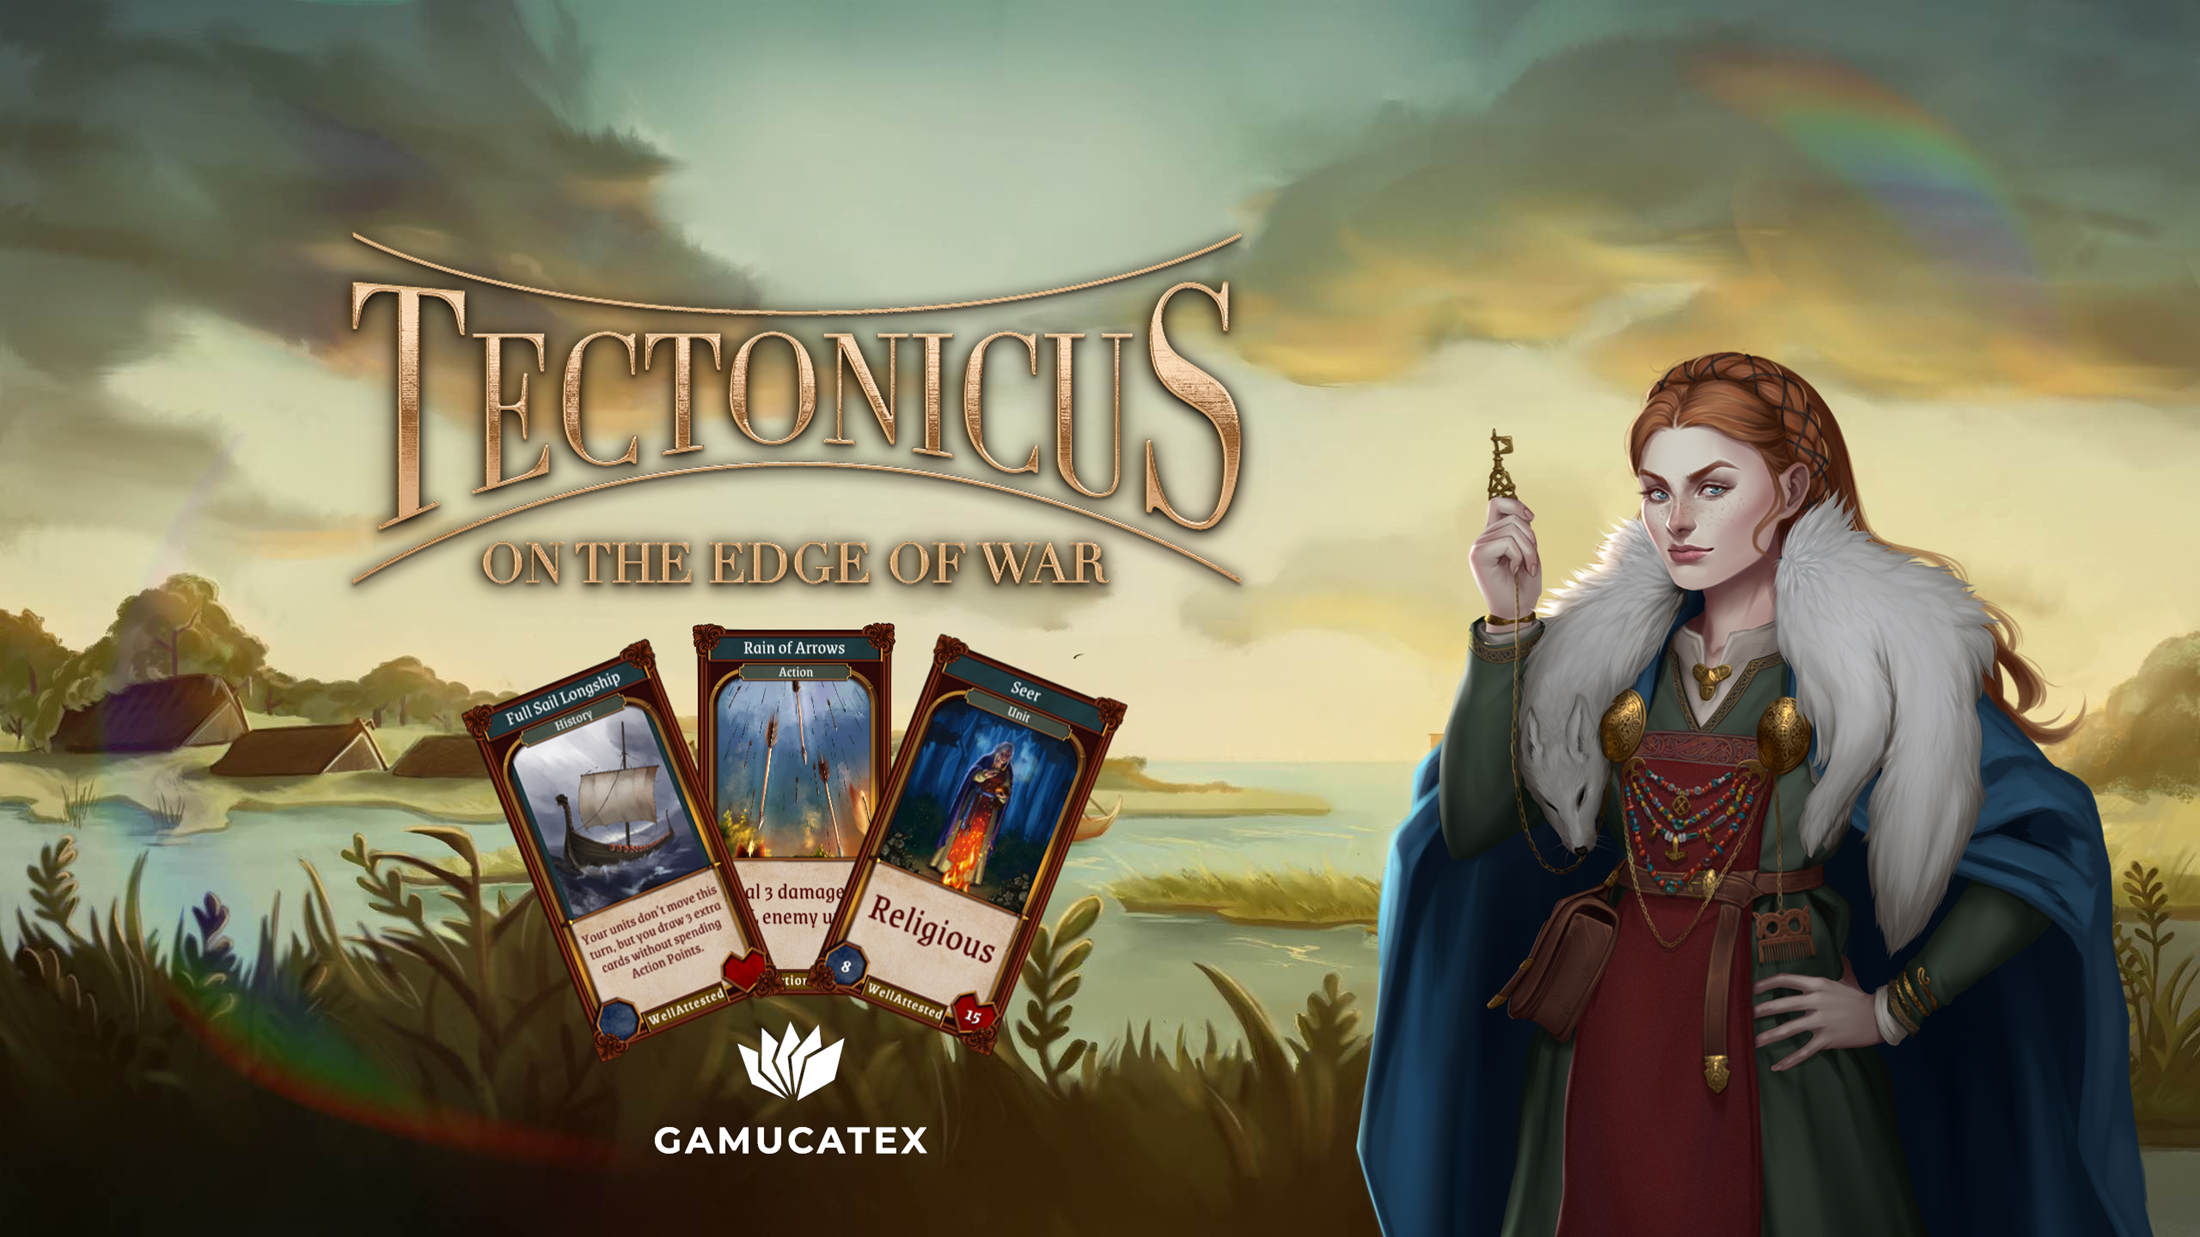 TECTONICUS
ON THE EDGE OF WAR
Full Sail Longship
History
Your units don't move this
turn, but you draw 3 extra
cards without spending
Action Points.
WellAttested
Rain of Arrows
Action
3 damage
enemy
Seer
Unit
Religious
8
WellAttested
15
GAMUCATEX